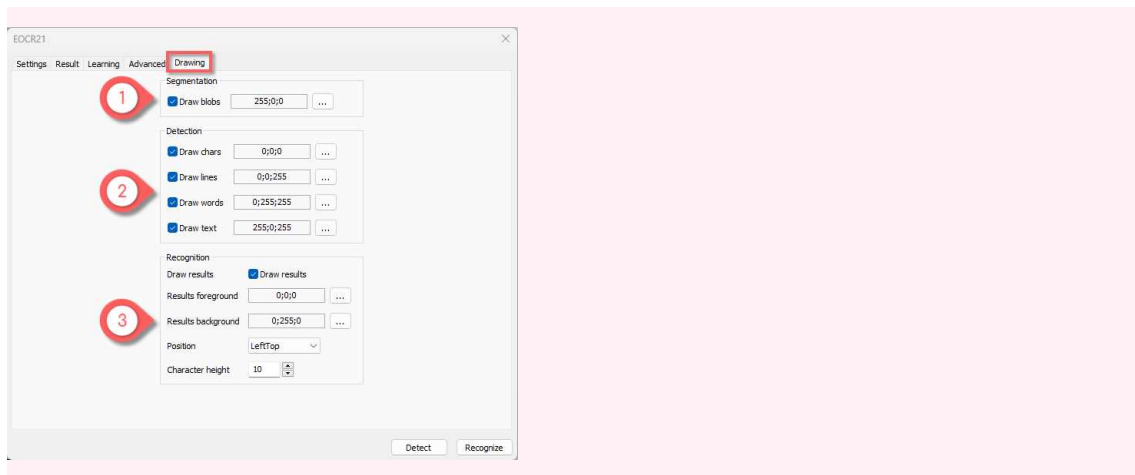 EOCR21
Settings Result Learning Advanced Drawing
Segmentation
1
Draw blobs 255;0;0 ...
Detection
Draw chars 0;0;0 ...
Draw lines 0;0;255 ...
2
Draw words 0;255;255 ...
Draw text 255;0;255 ...
Recognition
Draw results Draw results
Results foreground 0;0;0 ...
3
Results background 0;255;0 ...
Position LeftTop
Character height 10
Detect Recognize